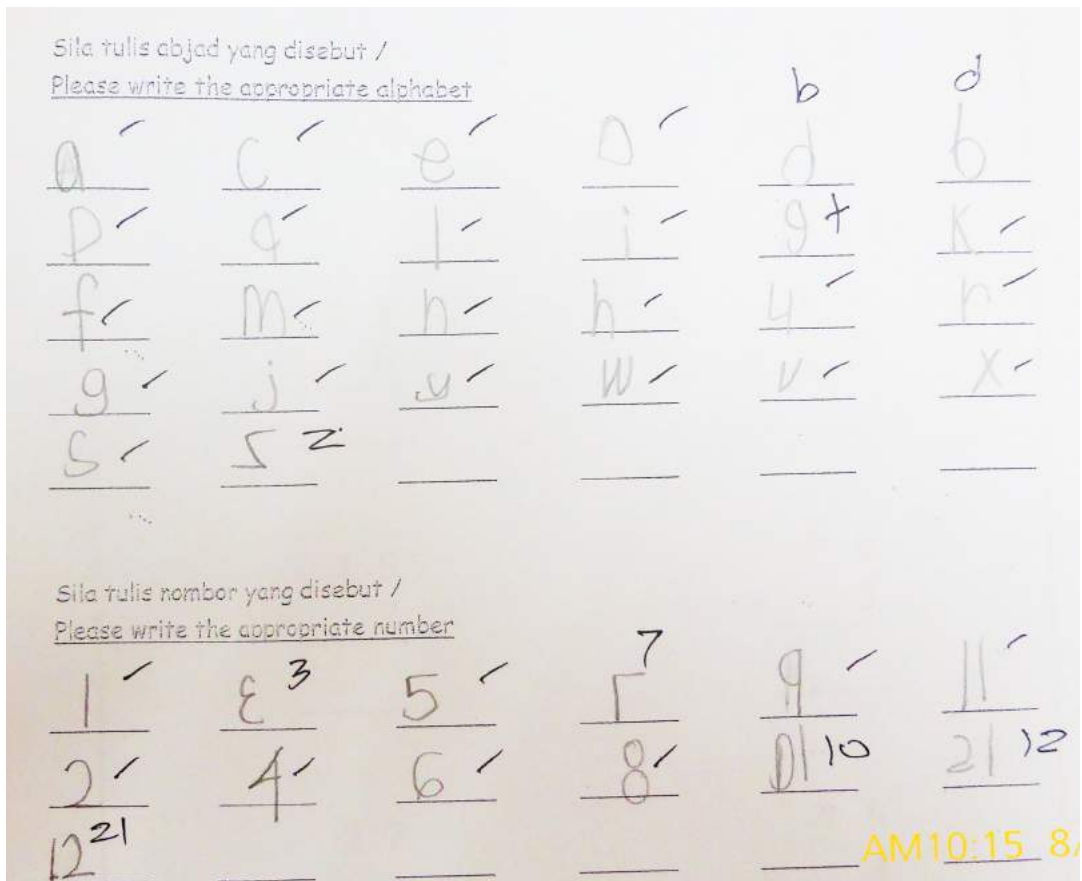 Sila tulis abjad yang disebut /
Please write the appropriate alphabet
b d
a c e o d b
p q l i g + k
f m n h u r
g j y w v x
s z
Sila tulis nombor yang disebut /
Please write the appropriate number
1 3 5 7 9 11
2 4 6 8 01 10 21 12
12 21
AM10:15 8/